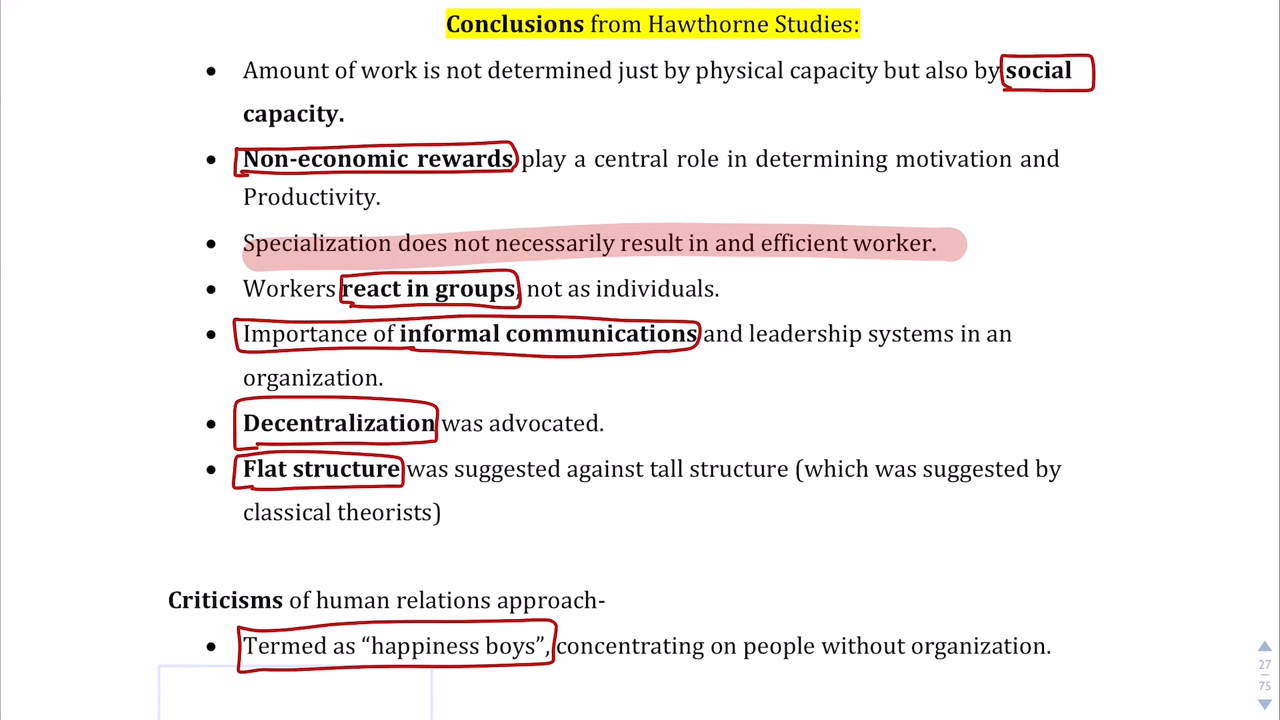 Conclusions from Hawthorne Studies:
• Amount of work is not determined just by physical capacity but also by social
capacity.
• Non-economic rewards play a central role in determining motivation and
Productivity.
• Specialization does not necessarily result in and efficient worker.
• Workers react in groups, not as individuals.
• Importance of informal communications and leadership systems in an
organization.
• Decentralization was advocated.
• Flat structure was suggested against tall structure (which was suggested by
classical theorists)
Criticisms of human relations approach-
• Termed as “happiness boys”, concentrating on people without organization.
27
75